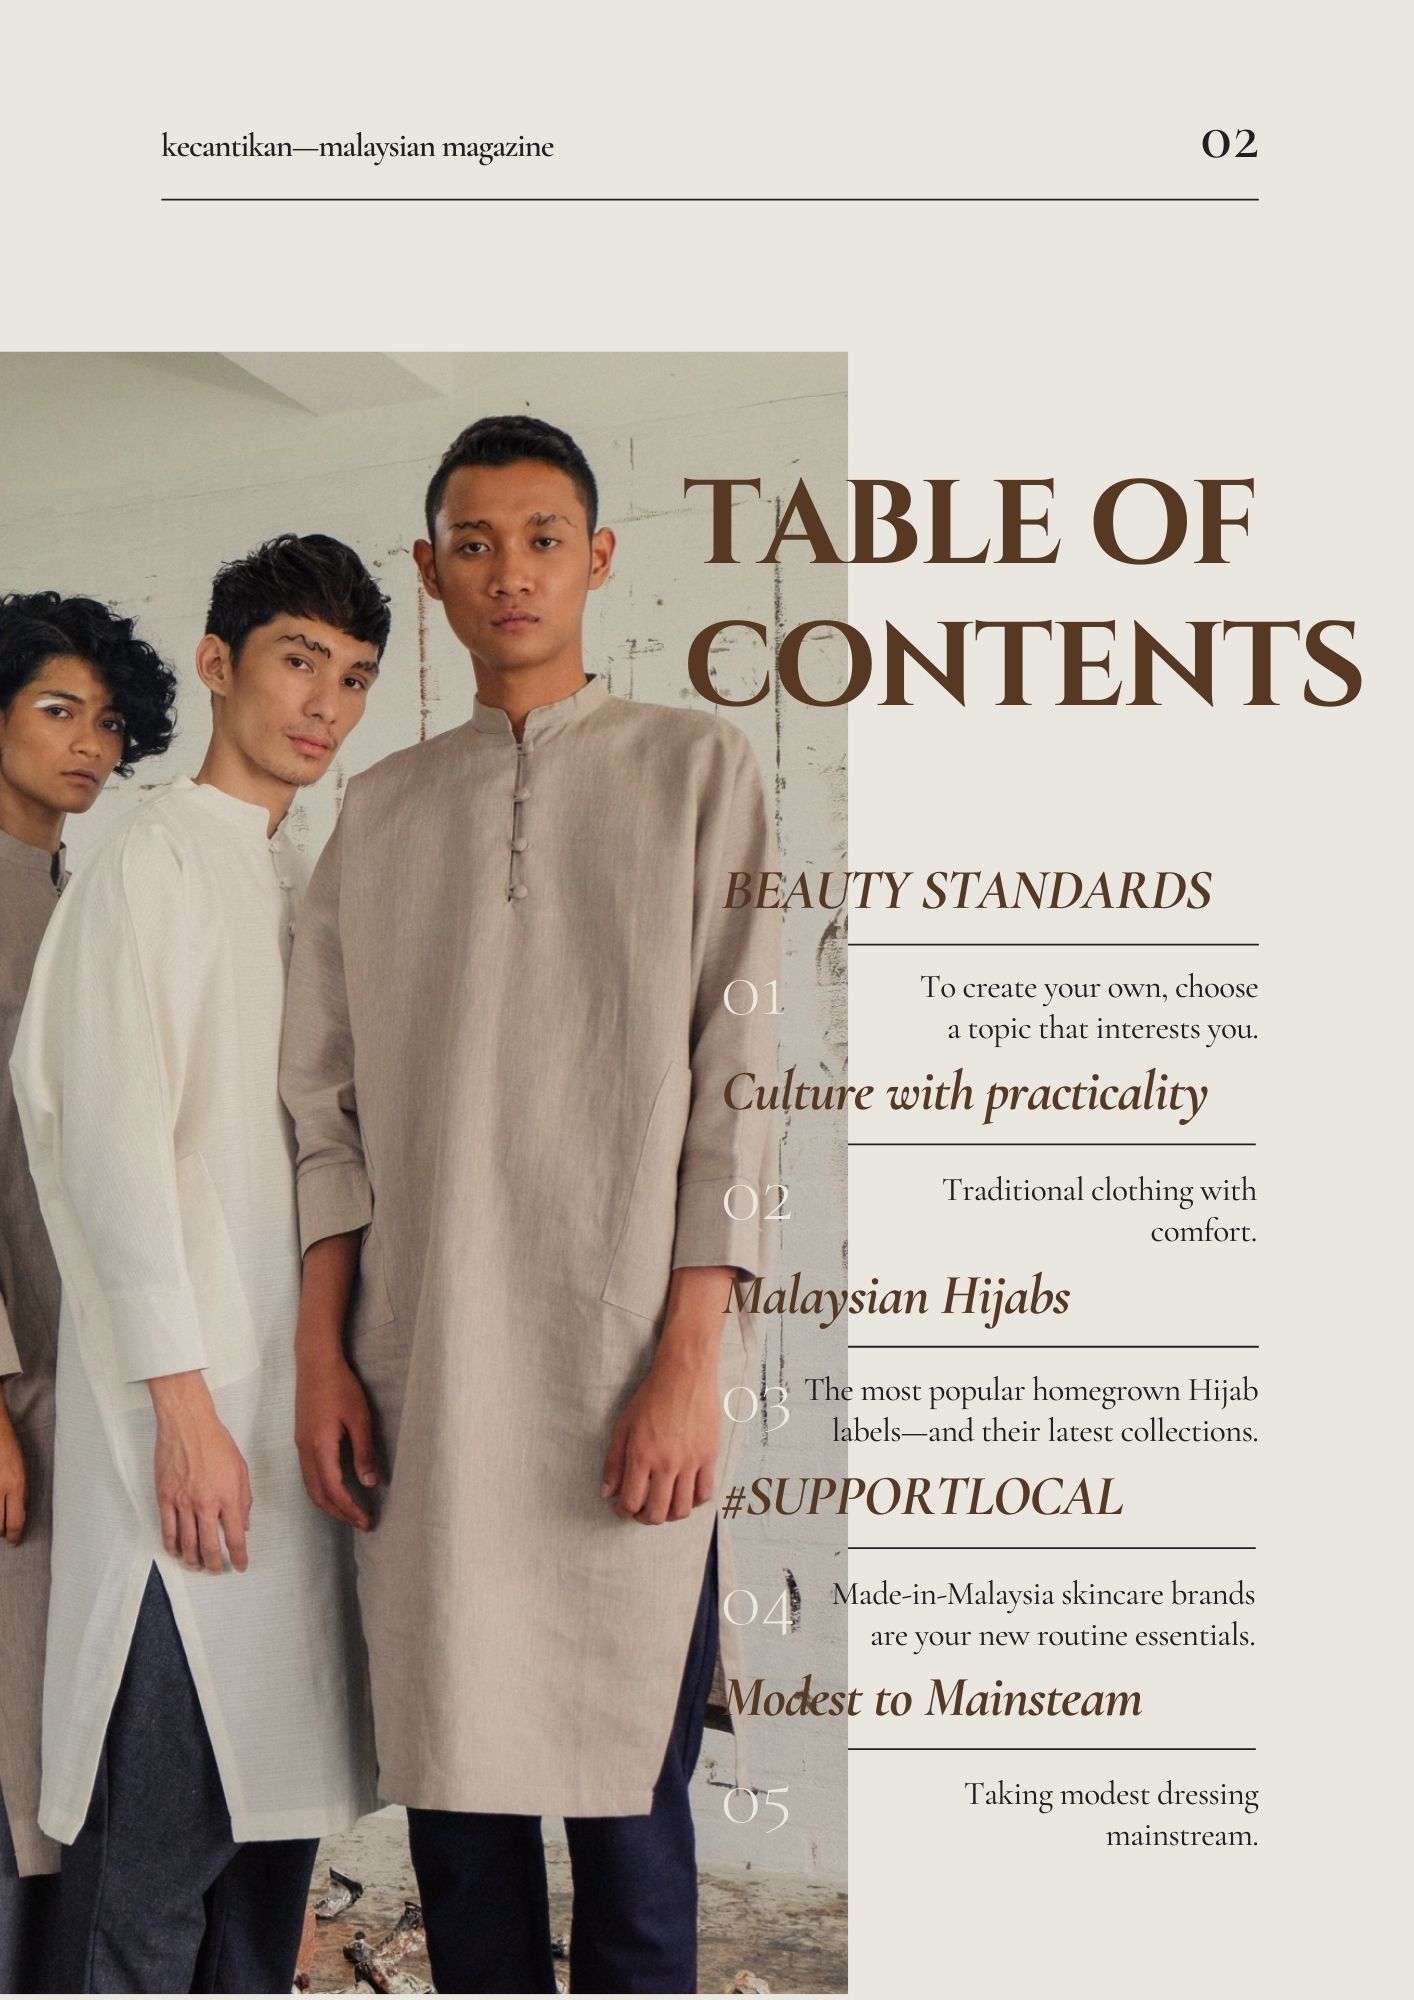 kecantikan—malaysian magazine
02
TABLE OF
CONTENTS
BEAUTY STANDARDS
01
To create your own, choose
a topic that interests you.
Culture with practicality
02
Traditional clothing with
comfort.
Malaysian Hijabs
03
The most popular homegrown Hijab
labels—and their latest collections.
#SUPPORTLOCAL
04
Made-in-Malaysia skincare brands
are your new routine essentials.
Modest to Mainsteam
05
Taking modest dressing
mainstream.